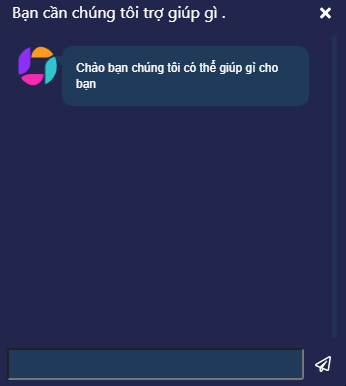 Bạn cần chúng tôi trợ giúp gì .
Chào bạn chúng tôi có thể giúp gì cho
bạn